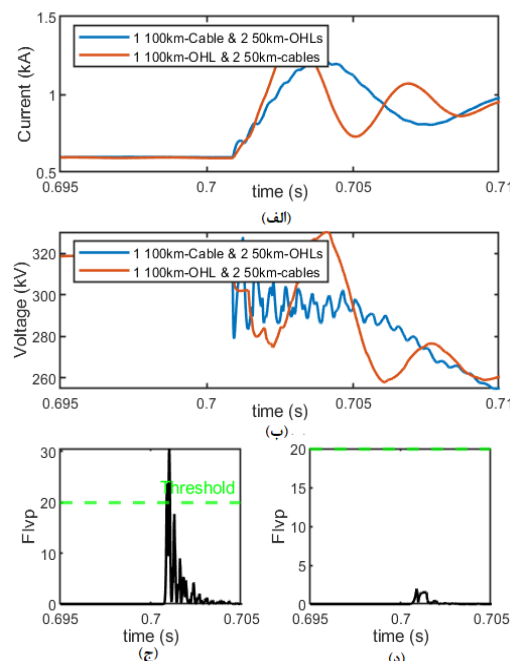 1.5
1
0.5
Current (kA)
1 100km-Cable & 2 50km-OHLs
1 100km-OHL & 2 50km-cables
0.695 0.7 0.705 0.71
time (s)
(الف)
320
300
280
260
Voltage (kV)
1 100km-Cable & 2 50km-OHLs
1 100km-OHL & 2 50km-cables
0.695 0.7 0.705 0.71
time (s)
(ب)
30
20
10
0
Flvp
Threshold
0.695 0.7 0.705
time (s)
(ج)
20
15
10
5
0
Flvp
0.695 0.7 0.705
time (s)
(د)